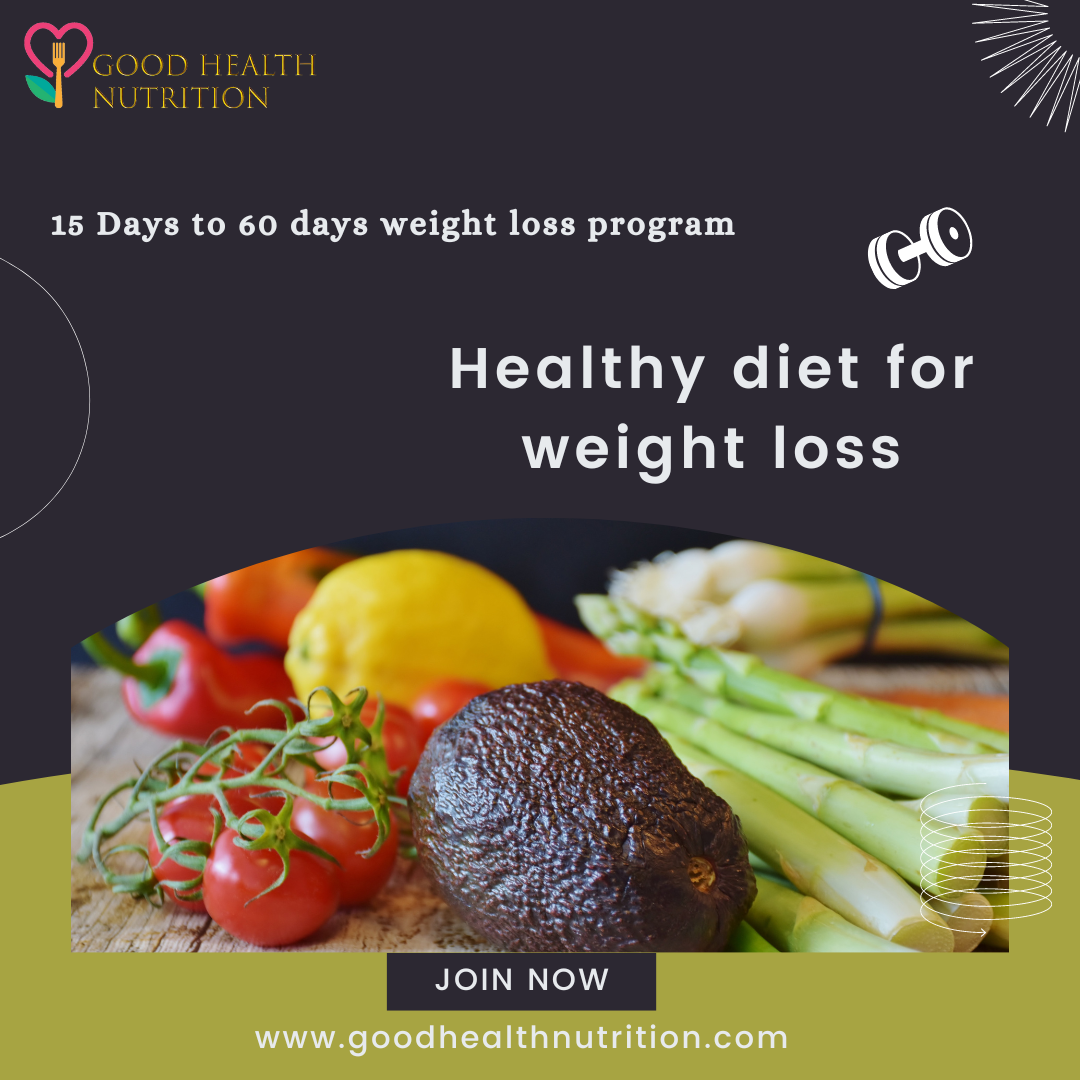 GOOD HEALTH
NUTRITION
15 Days to 60 days weight loss program
Healthy diet for
weight loss
JOIN NOW
www.goodhealthnutrition.com